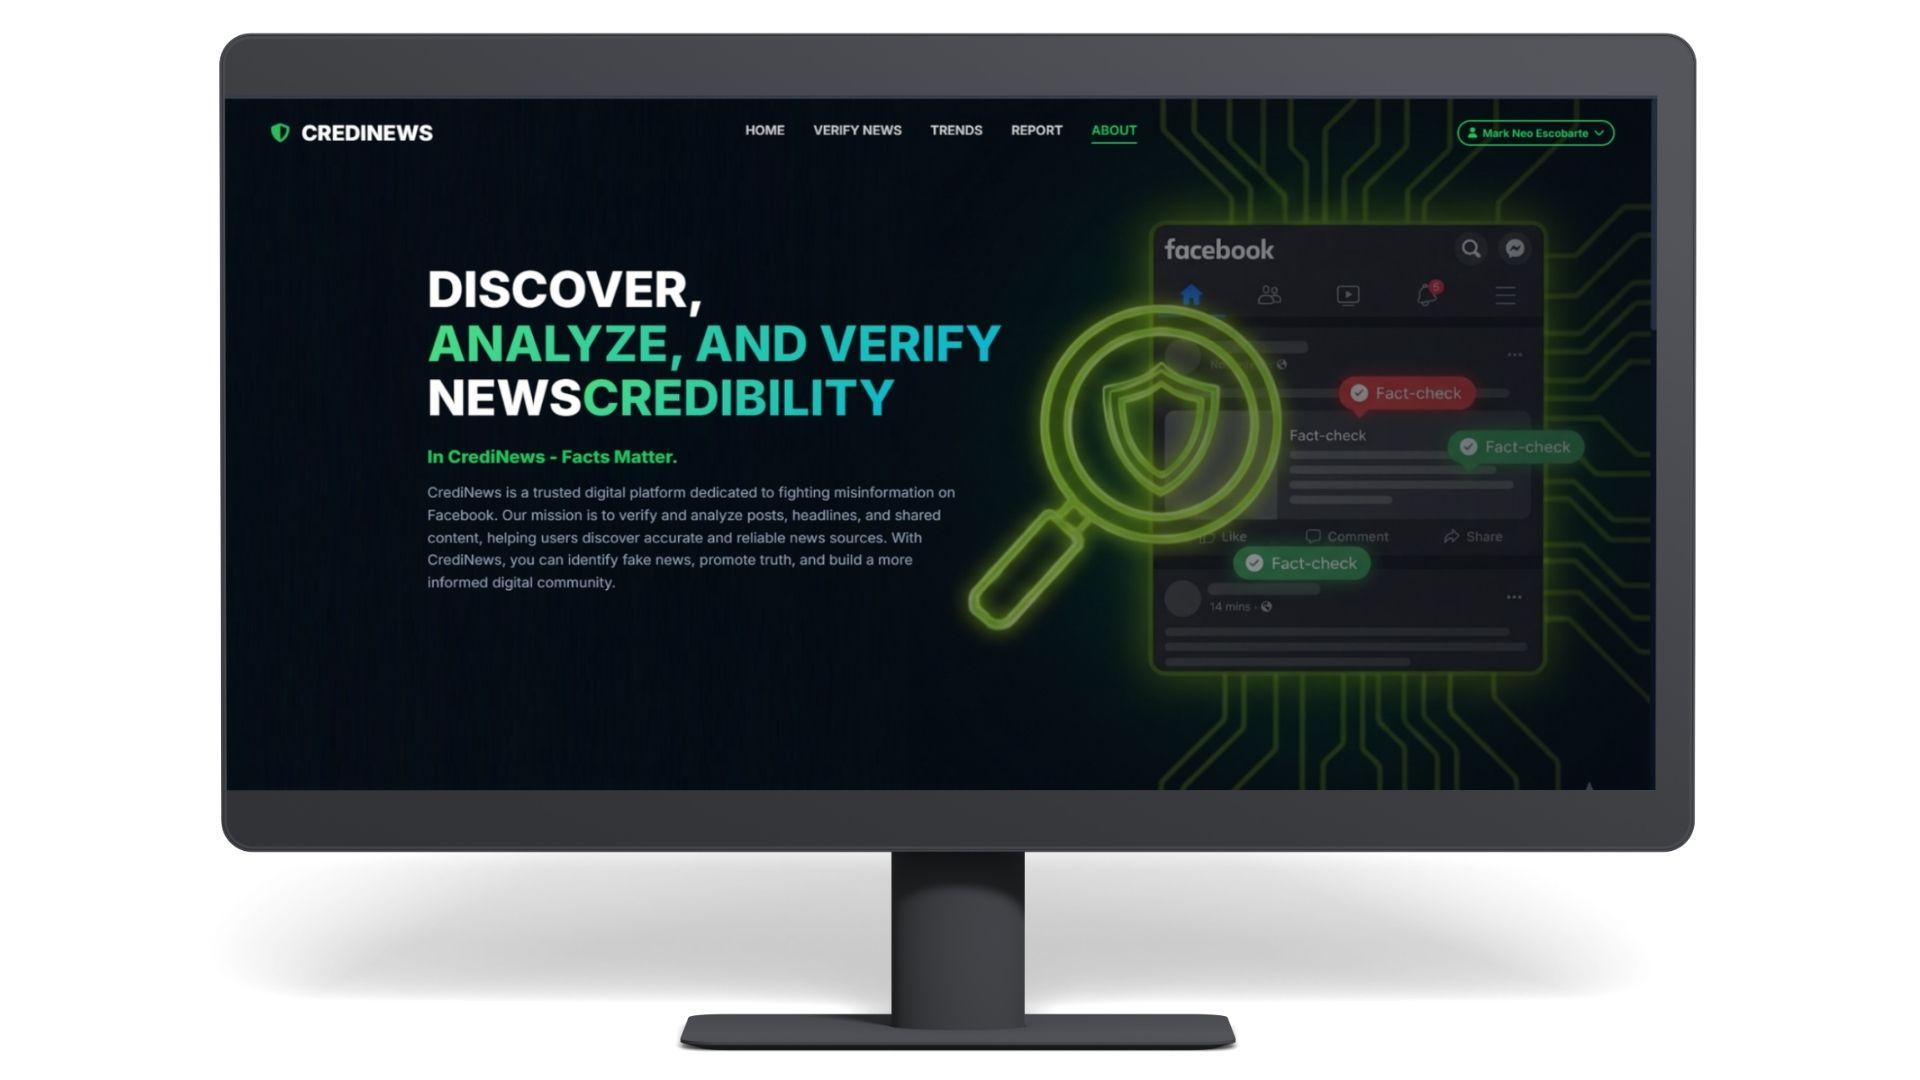 CREDINEWS
HOME VERIFY NEWS TRENDS REPORT ABOUT
Mark Neo Escobarte
DISCOVER,
ANALYZE, AND VERIFY
NEWSCREDIBILITY
In CrediNews - Facts Matter.
CrediNews is a trusted digital platform dedicated to fighting misinformation on
Facebook. Our mission is to verify and analyze posts, headlines, and shared
content, helping users discover accurate and reliable news sources. With
CrediNews, you can identify fake news, promote truth, and build a more
informed digital community.
facebook
5
Fact-check
Fact-check
Fact-check
Like Comment Share
Fact-check
14 mins ·